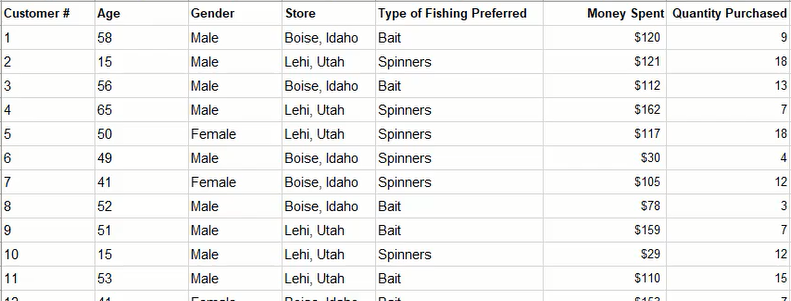 Customer # Age Gender Store Type of Fishing Preferred Money Spent Quantity Purchased
1 58 Male Boise, Idaho Bait $120 9
2 15 Male Lehi, Utah Spinners $121 18
3 56 Male Boise, Idaho Bait $112 13
4 65 Male Lehi, Utah Spinners $162 7
5 50 Female Lehi, Utah Spinners $117 18
6 49 Male Boise, Idaho Spinners $30 4
7 41 Female Boise, Idaho Spinners $105 12
8 52 Male Boise, Idaho Bait $78 3
9 51 Male Lehi, Utah Bait $159 7
10 15 Male Lehi, Utah Spinners $29 12
11 53 Male Lehi, Utah Bait $110 15
12 41 Female Boise, Idaho Bait $153 7